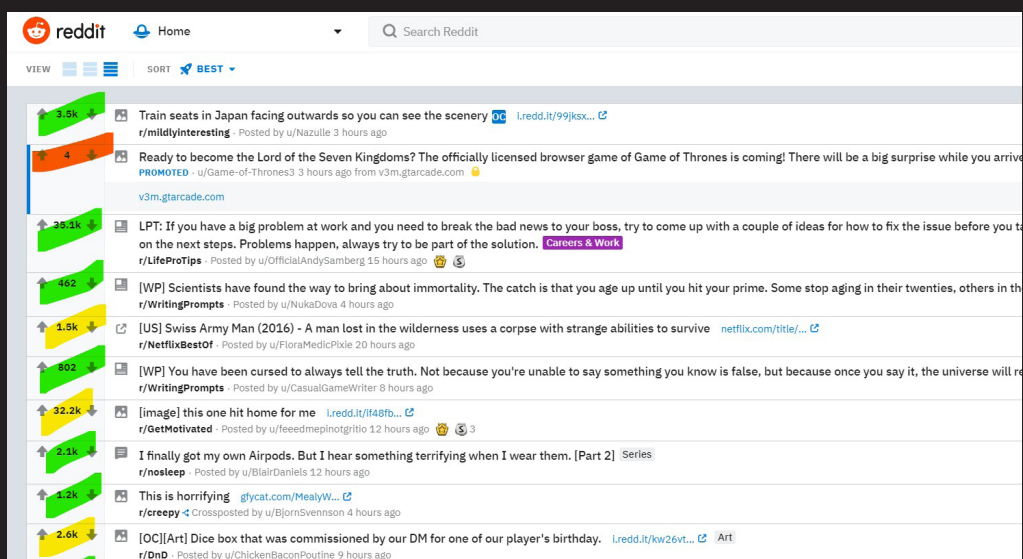 reddit Home Search Reddit
VIEW SORT BEST
3.5k Train seats in Japan facing outwards so you can see the scenery OC i.redd.it/99jksx...
r/mildlyinteresting · Posted by u/Nazulle 3 hours ago
4 Ready to become the Lord of the Seven Kingdoms? The officially licensed browser game of Game of Thrones is coming! There will be a big surprise while you arrive
PROMOTED · u/Game-of-Thrones3 3 hours ago from v3m.gtarcade.com
v3m.gtarcade.com
35.1k LPT: If you have a big problem at work and you need to break the bad news to your boss, try to come up with a couple of ideas for how to fix the issue before you
on the next steps. Problems happen, always try to be part of the solution. Careers & Work
r/LifeProTips · Posted by u/OfficialAndySamberg 15 hours ago
462 [WP] Scientists have found the way to bring about immortality. The catch is that you age up until you hit your prime. Some stop aging in their twenties, others in
r/WritingPrompts · Posted by u/NukaDova 4 hours ago
1.5k [US] Swiss Army Man (2016) - A man lost in the wilderness uses a corpse with strange abilities to survive netflix.com/title/...
r/NetflixBestOf · Posted by u/FloraMedicPixie 20 hours ago
802 [WP] You have been cursed to always tell the truth. Not because you're unable to say something you know is false, but because once you say it, the universe will
r/WritingPrompts · Posted by u/CasualGameWriter 8 hours ago
32.2k [image] this one hit home for me i.redd.it/if48fb...
r/GetMotivated · Posted by u/feeedmepinotgritio 12 hours ago S 3
2.1k I finally got my own Airpods. But I hear something terrifying when I wear them. [Part 2] Series
r/nosleep · Posted by u/BlairDaniels 12 hours ago
1.2k This is horrifying gfycat.com/MealyW...
r/creepy Crossposted by u/BjornSvennson 4 hours ago
2.6k [OC][Art] Dice box that was commissioned by our DM for one of our player's birthday. i.redd.it/kw26vt... Art
r/DnD · Posted by u/ChickenBaconPoutine 9 hours ago